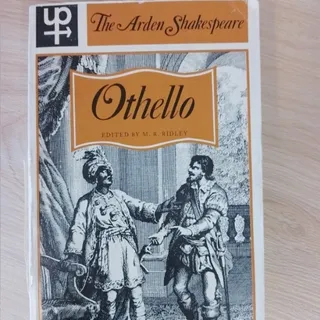 up
The Arden Shakespeare
Othello
EDITED BY M. R. RIDLEY